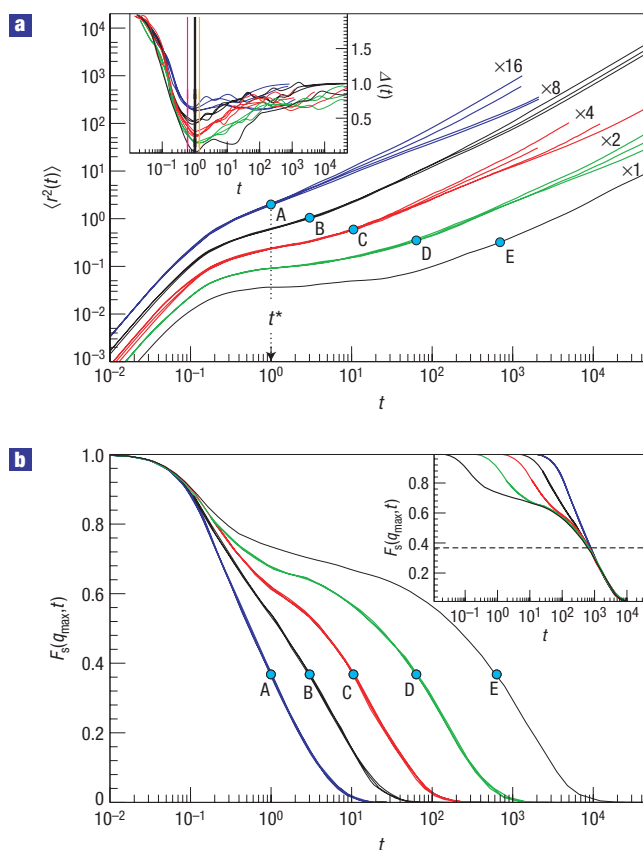 a
10⁴
10³
10²
10¹
10⁰
10⁻¹
10⁻²
10⁻³
⟨r²(t)⟩
10⁻² 10⁻¹ 10⁰ 10¹ 10² 10³ 10⁴
t
×16
×8
×4
×2
×1
A
B
C
D
E
t*
1.5
1.0
0.5
Δ(t)
10⁻¹ 10⁰ 10¹ 10² 10³ 10⁴
t
b
1.0
0.8
0.6
0.4
0.2
0
Fₛ(qₘₐₓ,t)
10⁻² 10⁻¹ 10⁰ 10¹ 10² 10³ 10⁴
t
A
B
C
D
E
0.8
0.6
0.4
0.2
Fₛ(qₘₐₓ,t)
10⁻¹ 10⁰ 10¹ 10² 10³ 10⁴
t